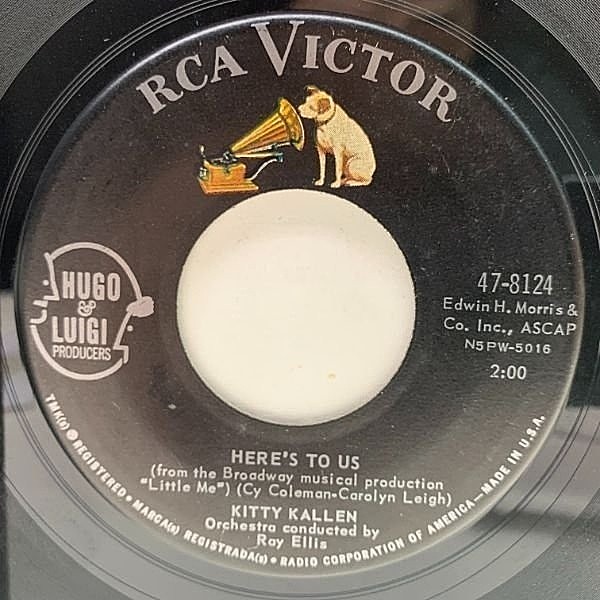 RCA VICTOR
HUGO
&
LUIGI
PRODUCERS
47-8124
Edwin H. Morris &
Co. Inc., ASCAP
N5PW-5016
2:00
HERE'S TO US
(from the Broadway musical production
"Little Me") (Cy Coleman-Carolyn Leigh)
KITTY KALLEN
Orchestra conducted by
Ray Ellis
TMK(s) ® REGISTERED • MARCA(s) REGISTRADA(s) • RADIO CORPORATION OF AMERICA—MADE IN U.S.A.